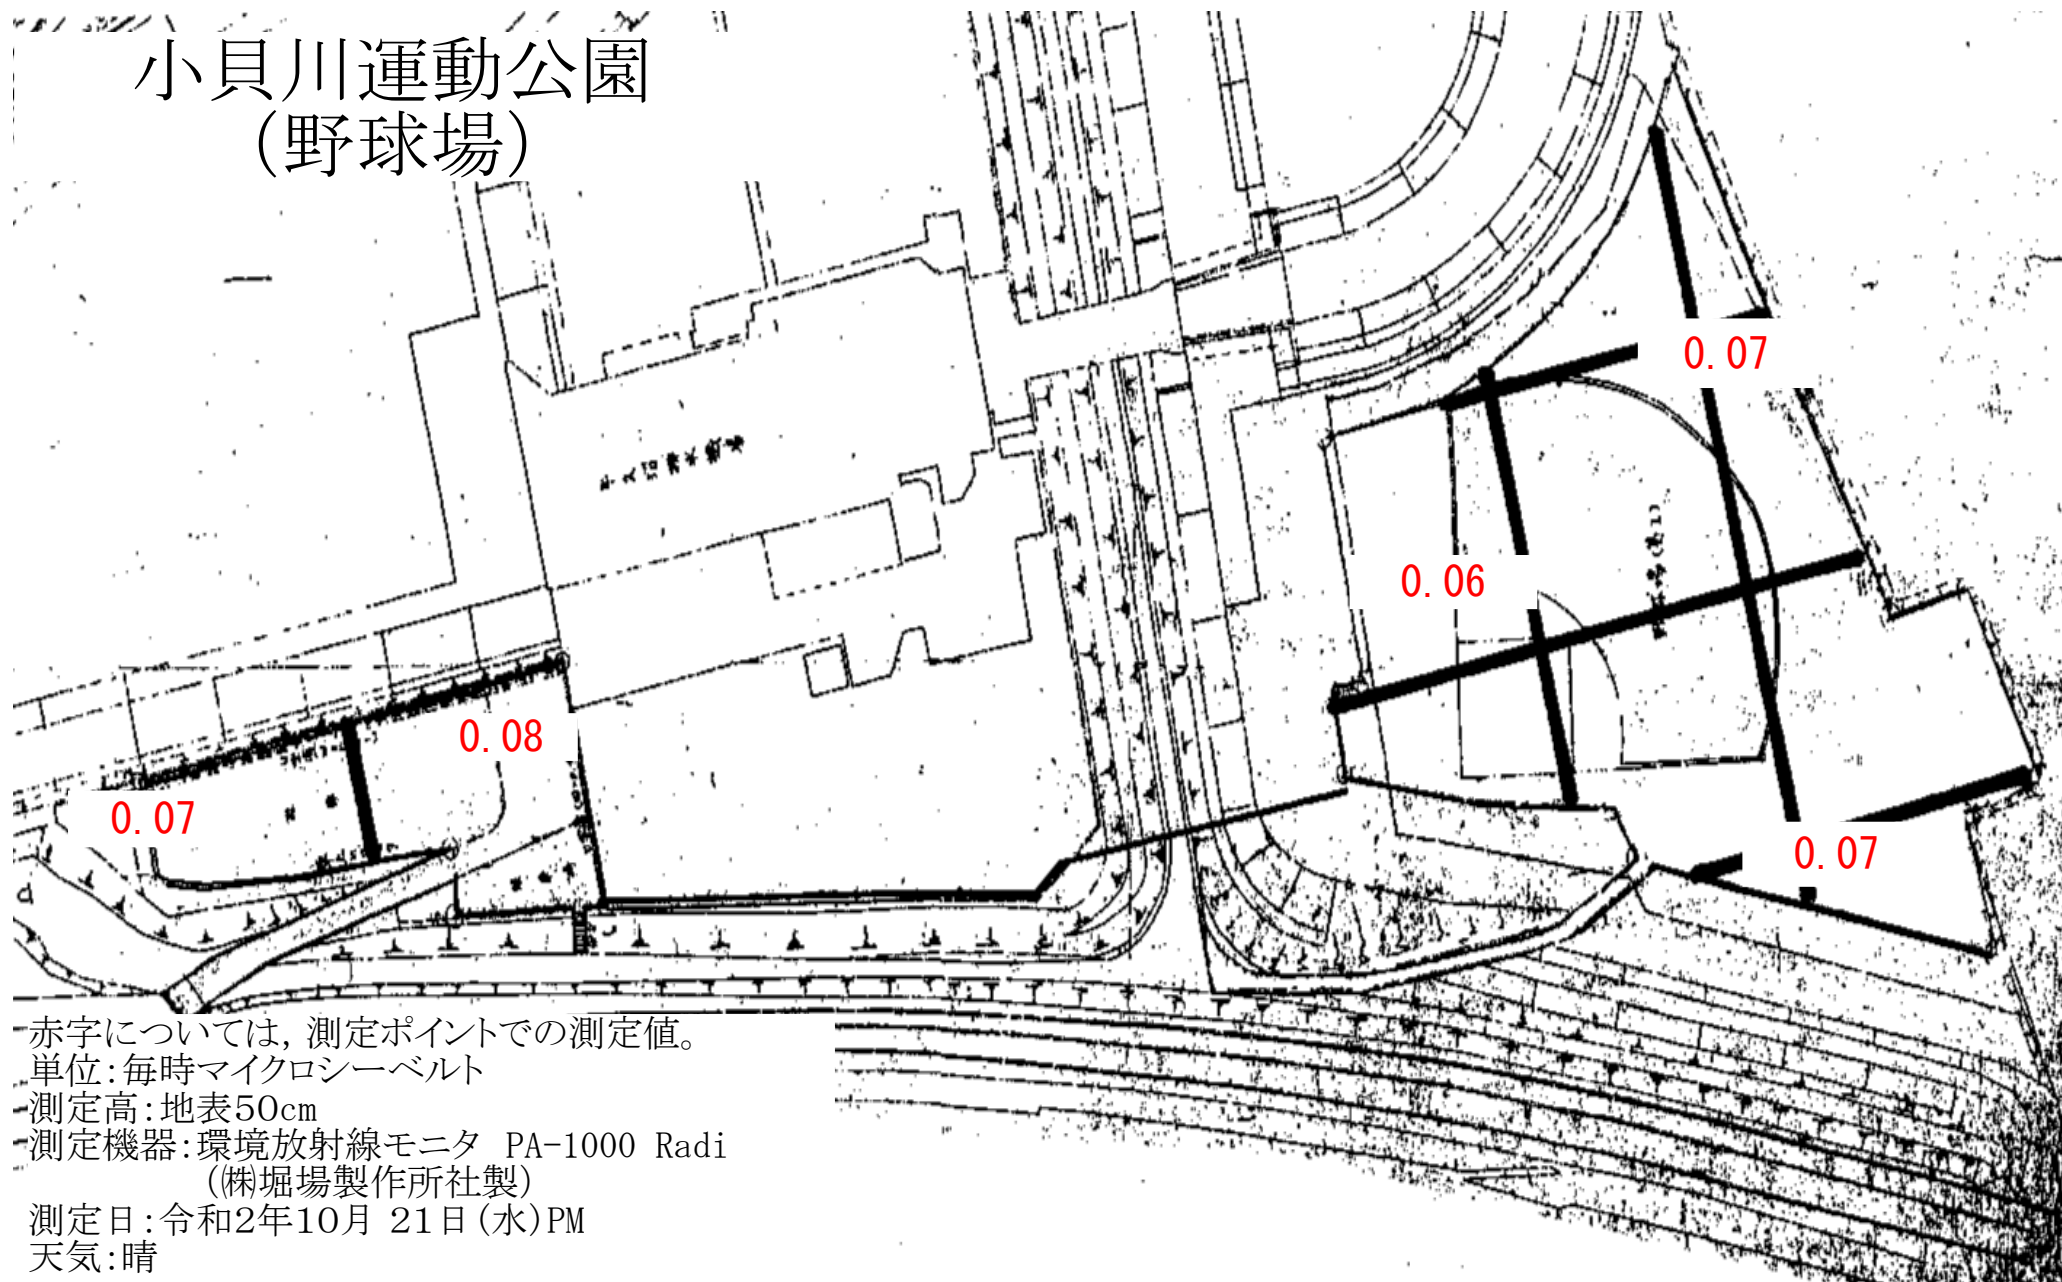 小貝川運動公園
（野球場）
0.07
0.06
0.08
0.07
0.07
赤字については，測定ポイントでの測定値。
単位：毎時マイクロシーベルト
測定高：地表50cm
測定機器：環境放射線モニタ PA-1000 Radi
（㈱堀場製作所社製）
測定日：令和2年10月 21日（水）PM
天気：晴